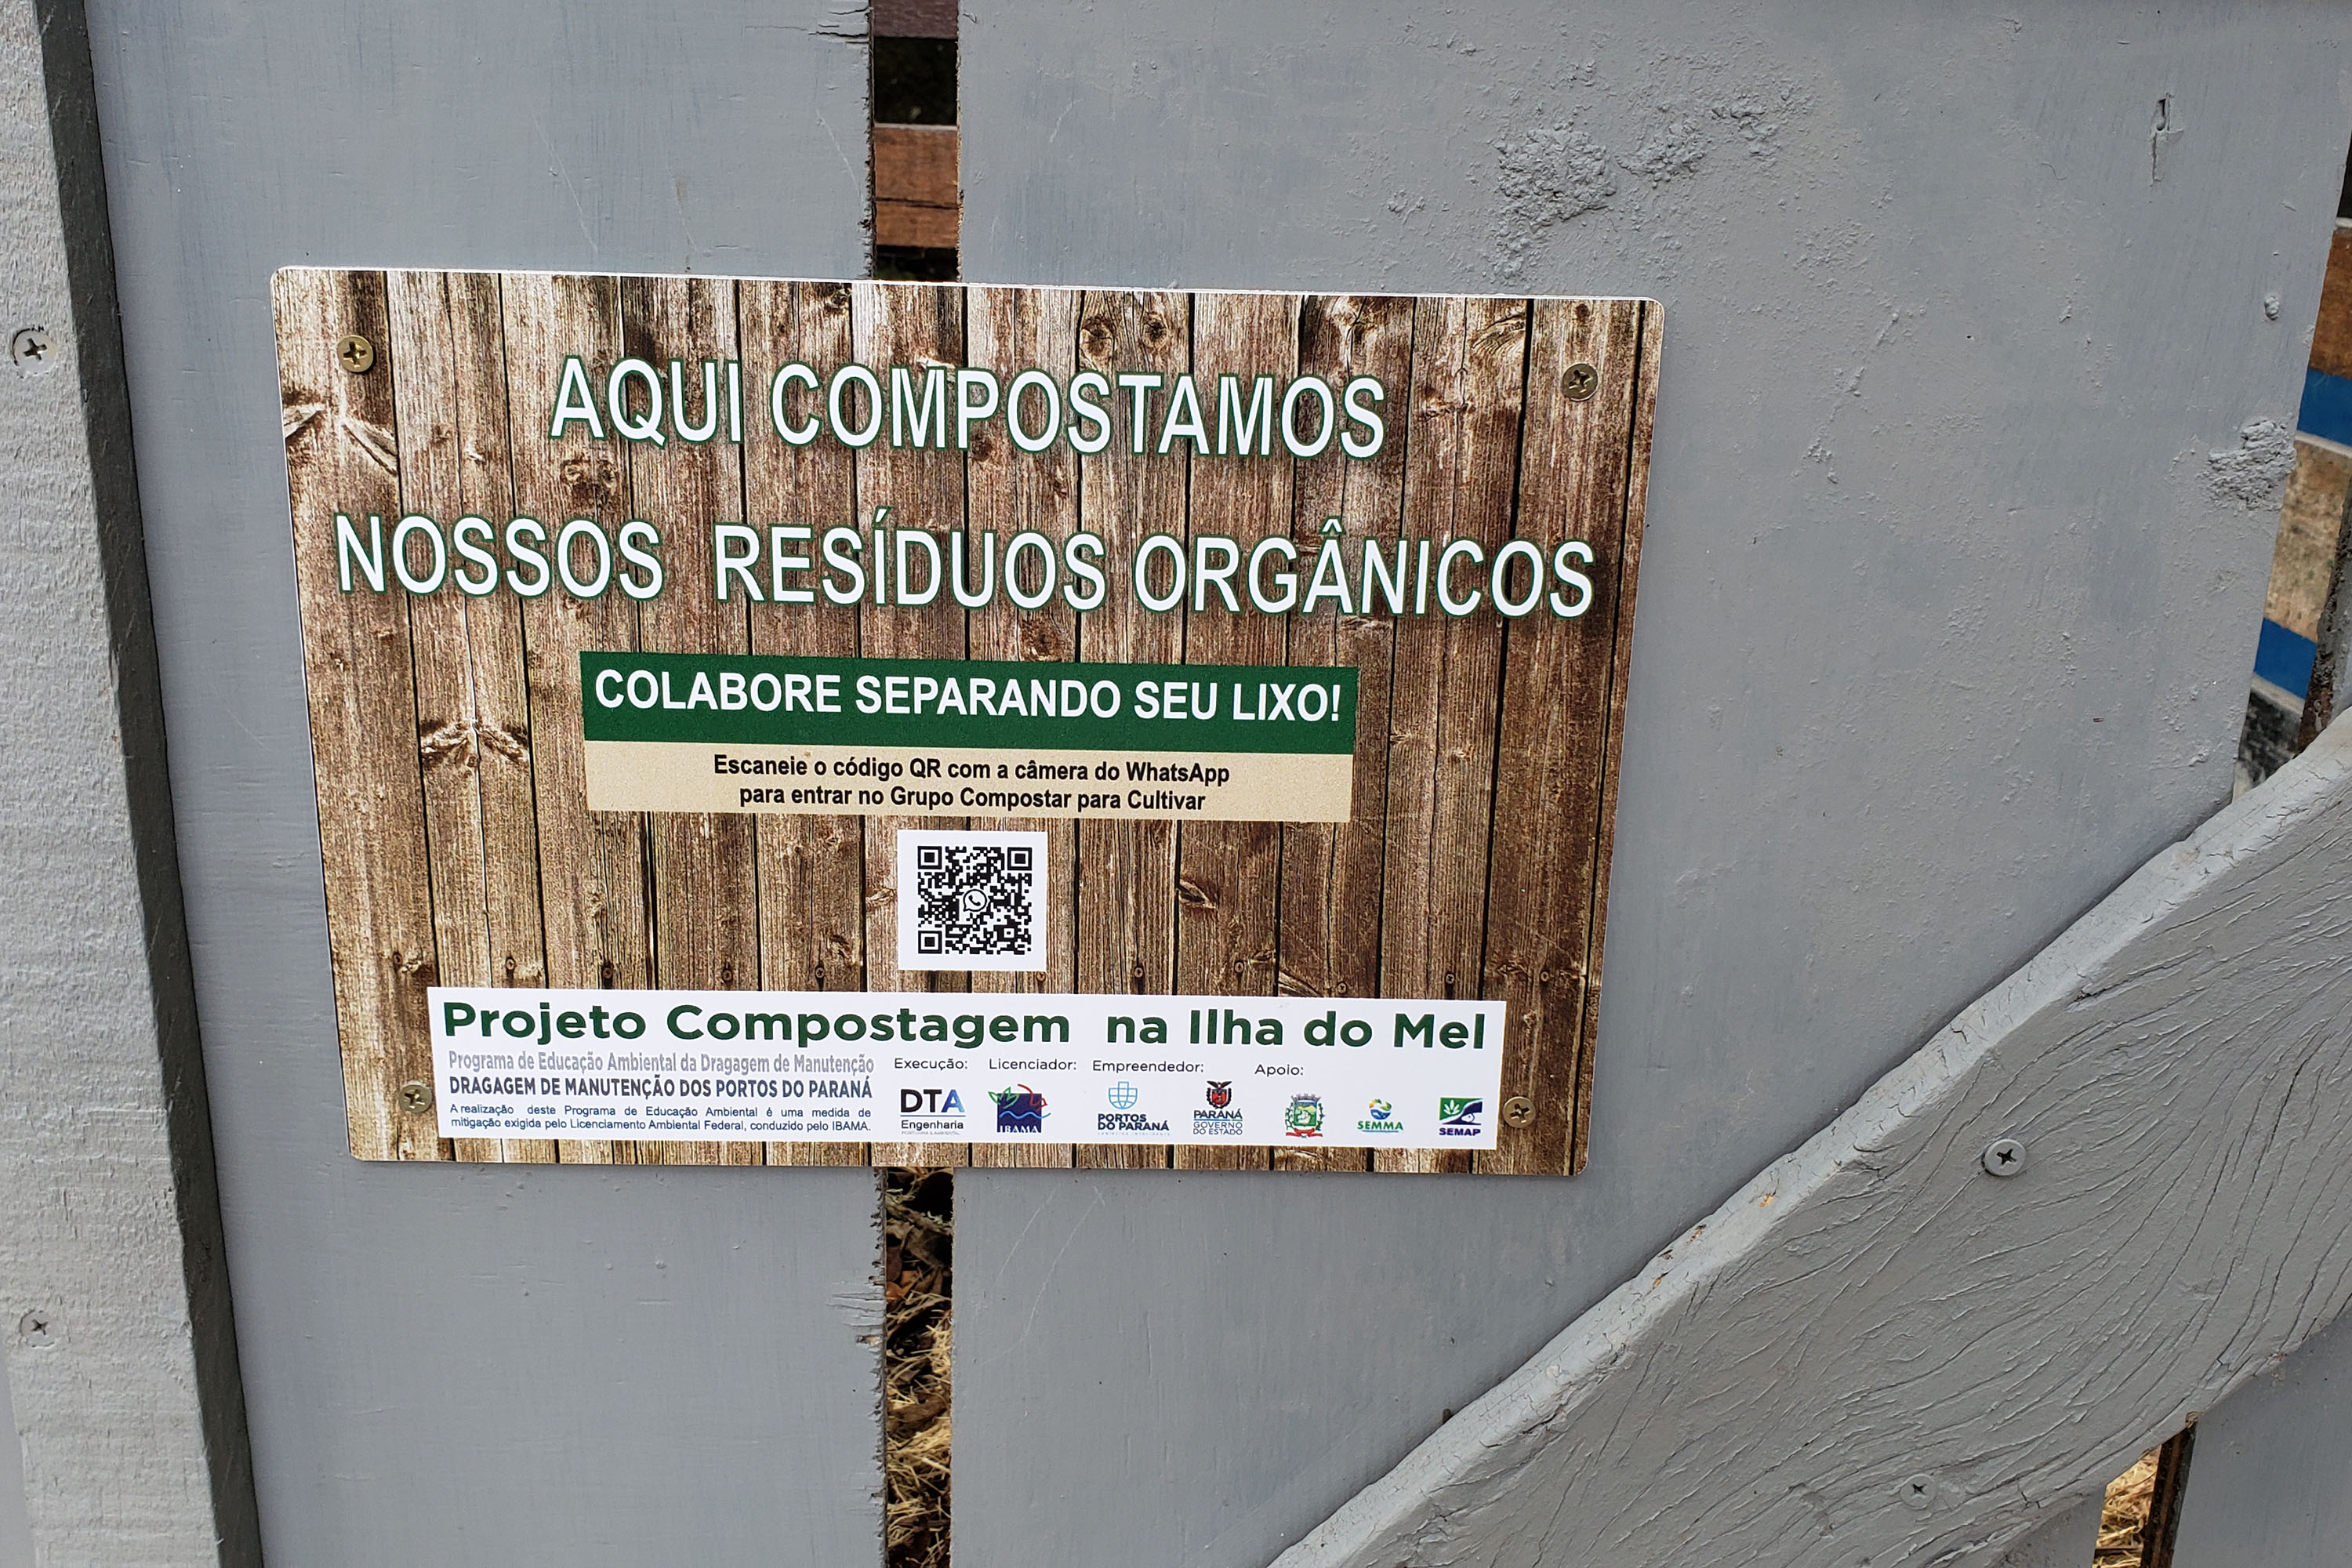 AQUI COMPOSTAMOS
NOSSOS RESÍDUOS ORGÂNICOS
COLABORE SEPARANDO SEU LIXO!
Escaneie o código QR com a câmera do WhatsApp
para entrar no Grupo Compostar para Cultivar
Projeto Compostagem na Ilha do Mel
Programa de Educação Ambiental da Dragagem de Manutenção
DRAGAGEM DE MANUTENÇÃO DOS PORTOS DO PARANÁ
A realização deste Programa de Educação Ambiental é uma medida de
mitigação exigida pelo Licenciamento Ambiental Federal, conduzido pelo IBAMA.
Execução:
DTA
Engenharia
Licenciador:
IBAMA
Empreendedor:
PORTOS
DO PARANÁ
PARANÁ
GOVERNO
DO ESTADO
Apoio:
SEMMA
SEMAP